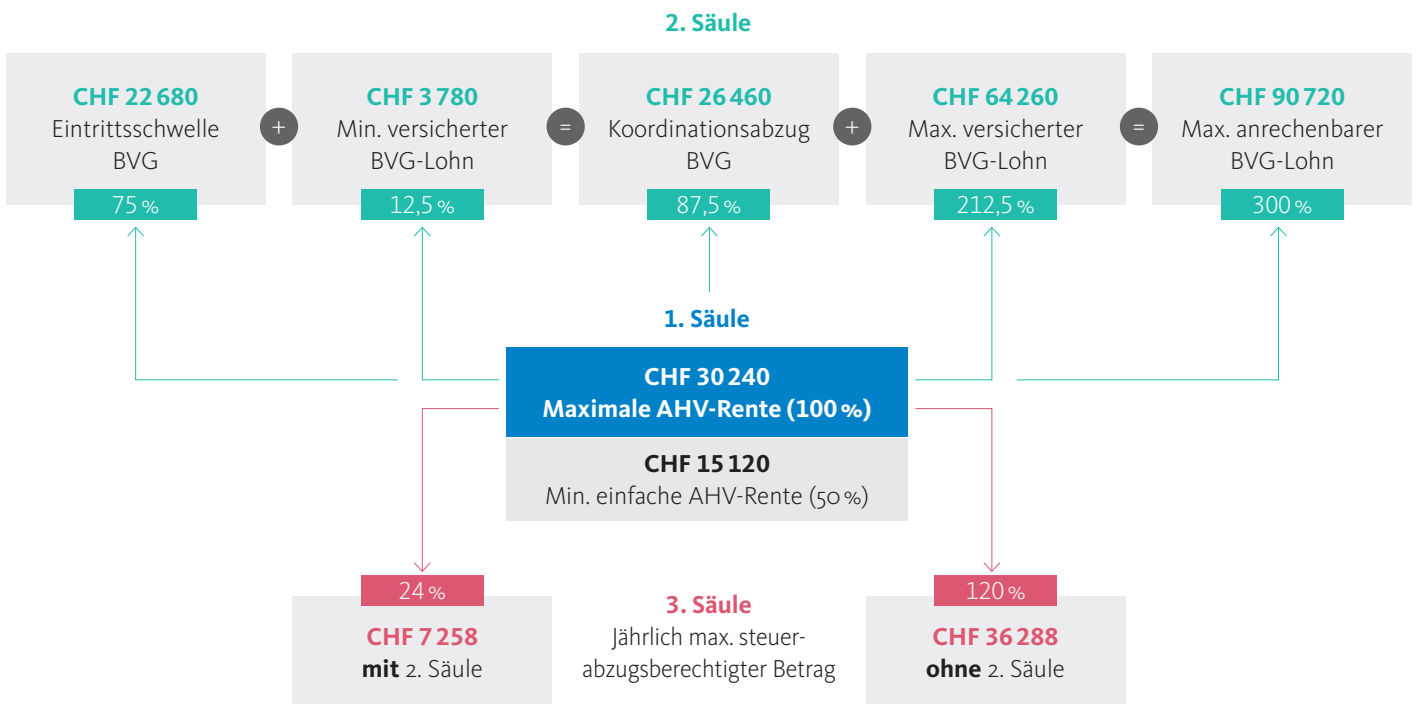 2. Säule
CHF 22 680
Eintrittsschwelle
BVG
75 %
+
CHF 3 780
Min. versicherter
BVG-Lohn
12,5 %
=
CHF 26 460
Koordinationsabzug
BVG
87,5 %
+
CHF 64 260
Max. versicherter
BVG-Lohn
212,5 %
=
CHF 90 720
Max. anrechenbarer
BVG-Lohn
300 %
1. Säule
CHF 30 240
Maximale AHV-Rente (100 %)
CHF 15 120
Min. einfache AHV-Rente (50 %)
24 %
CHF 7 258
mit 2. Säule
3. Säule
Jährlich max. steuer-
abzugsberechtigter Betrag
120 %
CHF 36 288
ohne 2. Säule